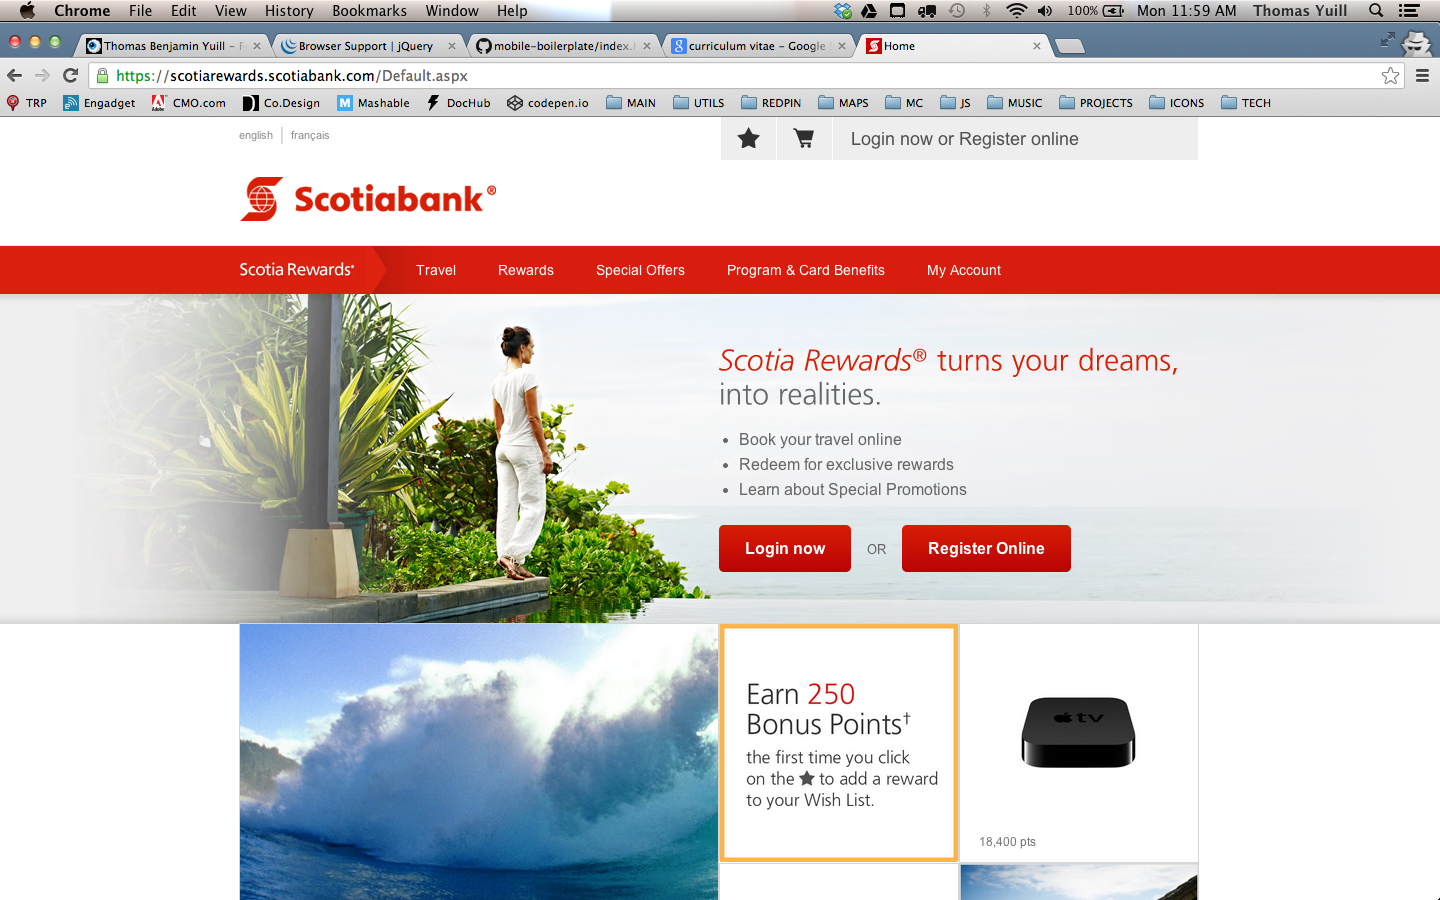 Chrome File Edit View History Bookmarks Window Help 100% Mon 11:59 AM Thomas Yuill
Thomas Benjamin Yuill – Browser Support | jQuery mobile-boilerplate/index. curriculum vitae – Google Home
https://scotiarewards.scotiabank.com/Default.aspx
TRP Engadget CMO.com Co.Design Mashable DocHub codepen.io MAIN UTILS REDPIN MAPS MC JS MUSIC PROJECTS ICONS TECH
english | français
Login now or Register online
Scotiabank®
Scotia Rewards® Travel Rewards Special Offers Program & Card Benefits My Account
Scotia Rewards® turns your dreams,
into realities.
• Book your travel online
• Redeem for exclusive rewards
• Learn about Special Promotions
Login now OR Register Online
Earn 250
Bonus Points†
the first time you click
on the ★ to add a reward
to your Wish List.
tv
18,400 pts